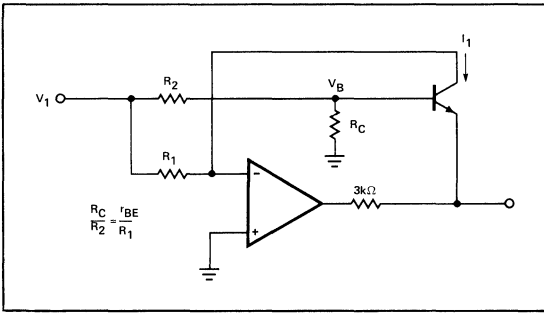 I1
V1
R2
VB
RC
R1
−
+
3kΩ
RC/R2 = rBE/R1